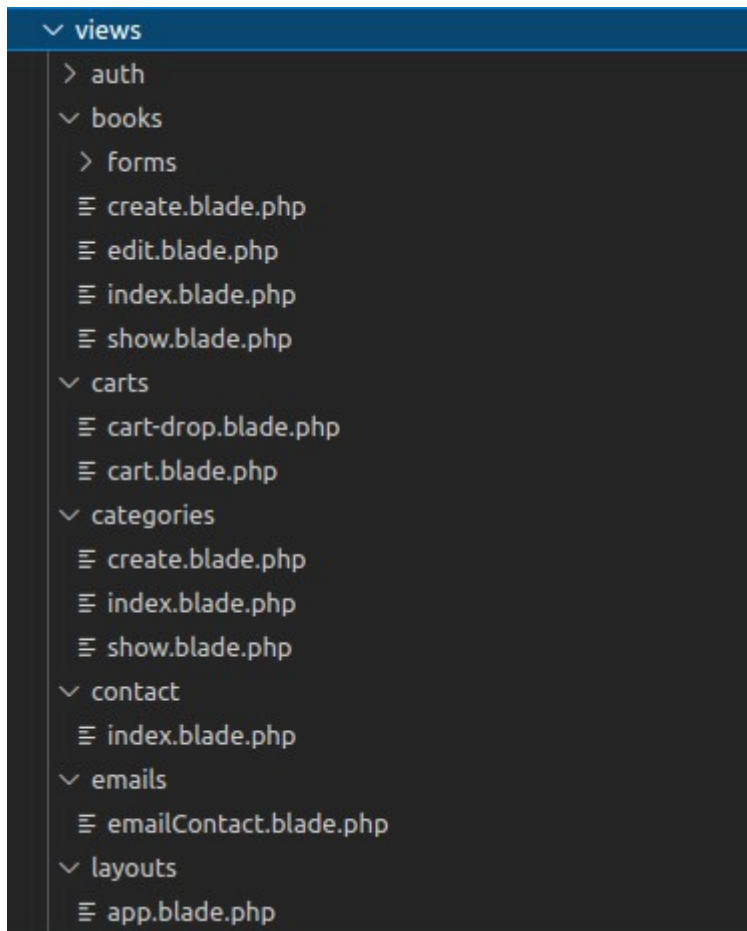 views
auth
books
forms
create.blade.php
edit.blade.php
index.blade.php
show.blade.php
carts
cart-drop.blade.php
cart.blade.php
categories
create.blade.php
index.blade.php
show.blade.php
contact
index.blade.php
emails
emailContact.blade.php
layouts
app.blade.php